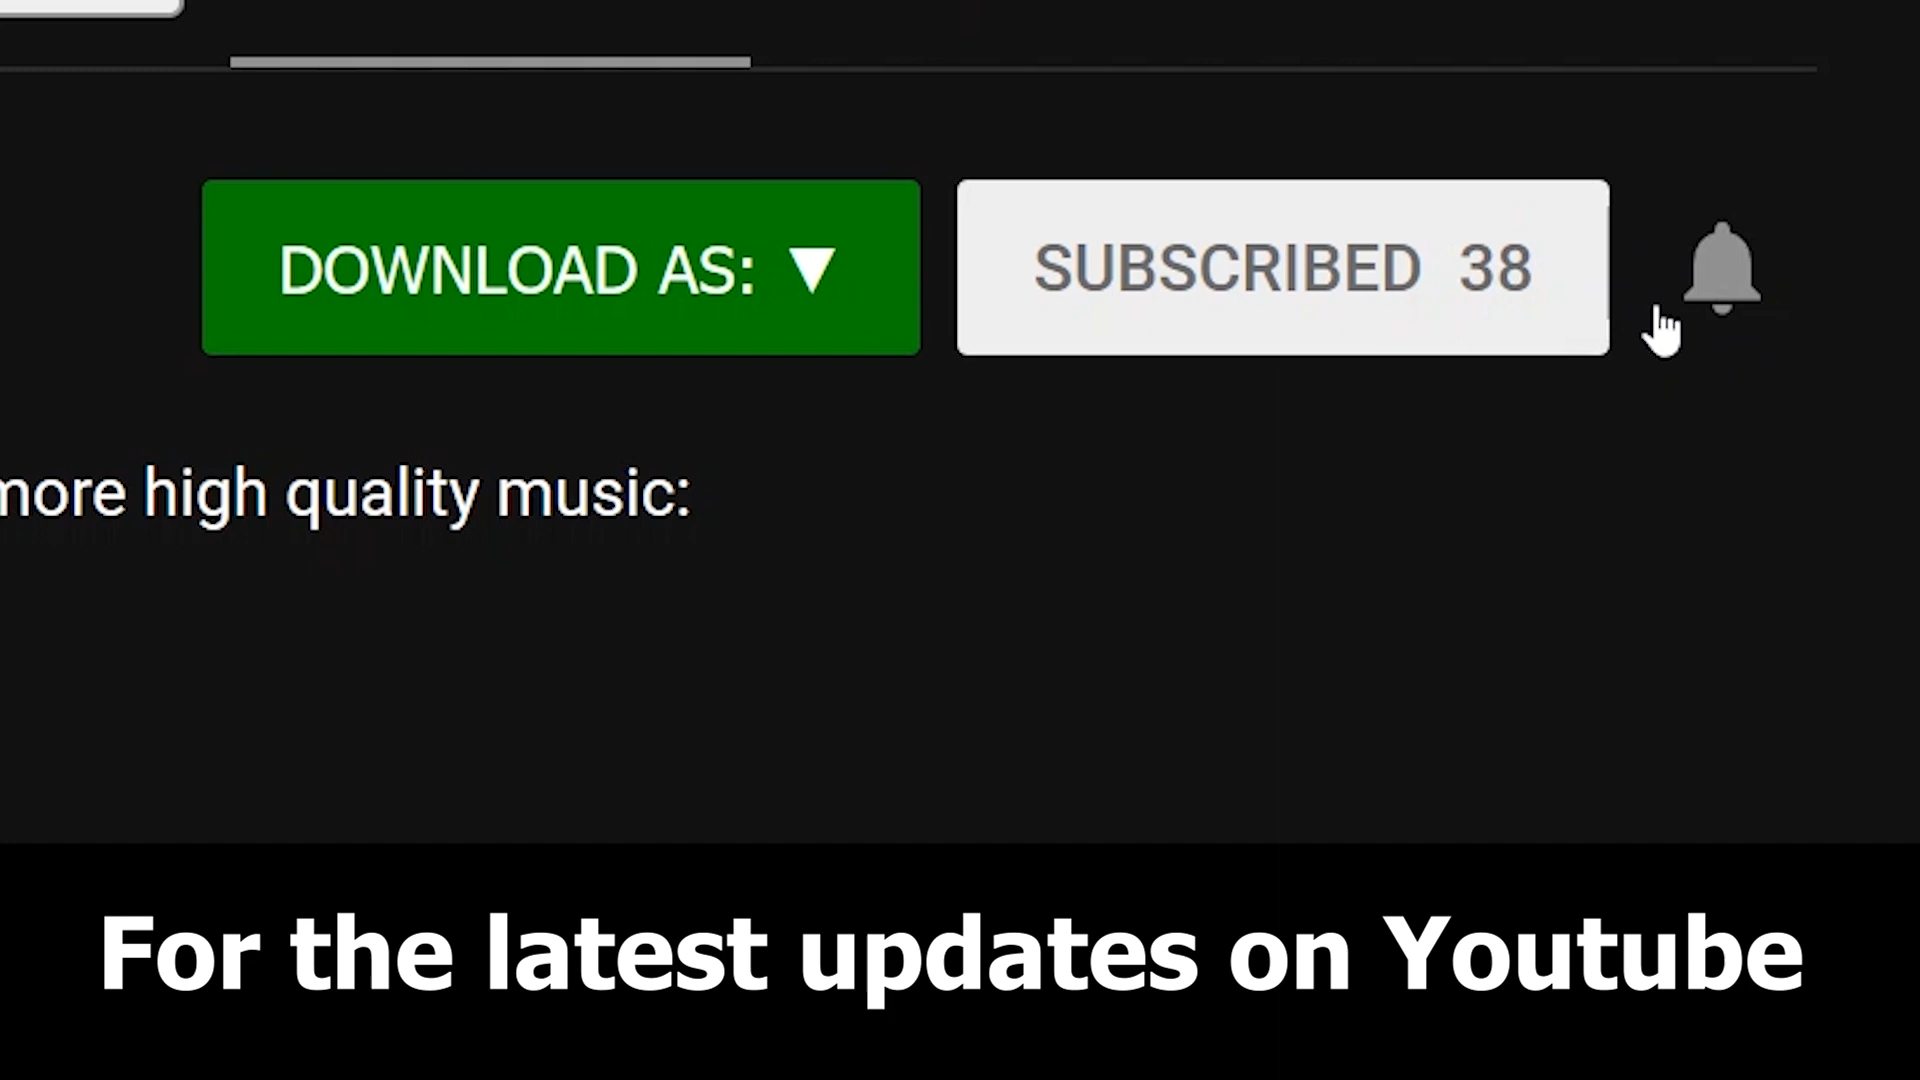 DOWNLOAD AS: ▼
SUBSCRIBED 38
more high quality music:
For the latest updates on Youtube